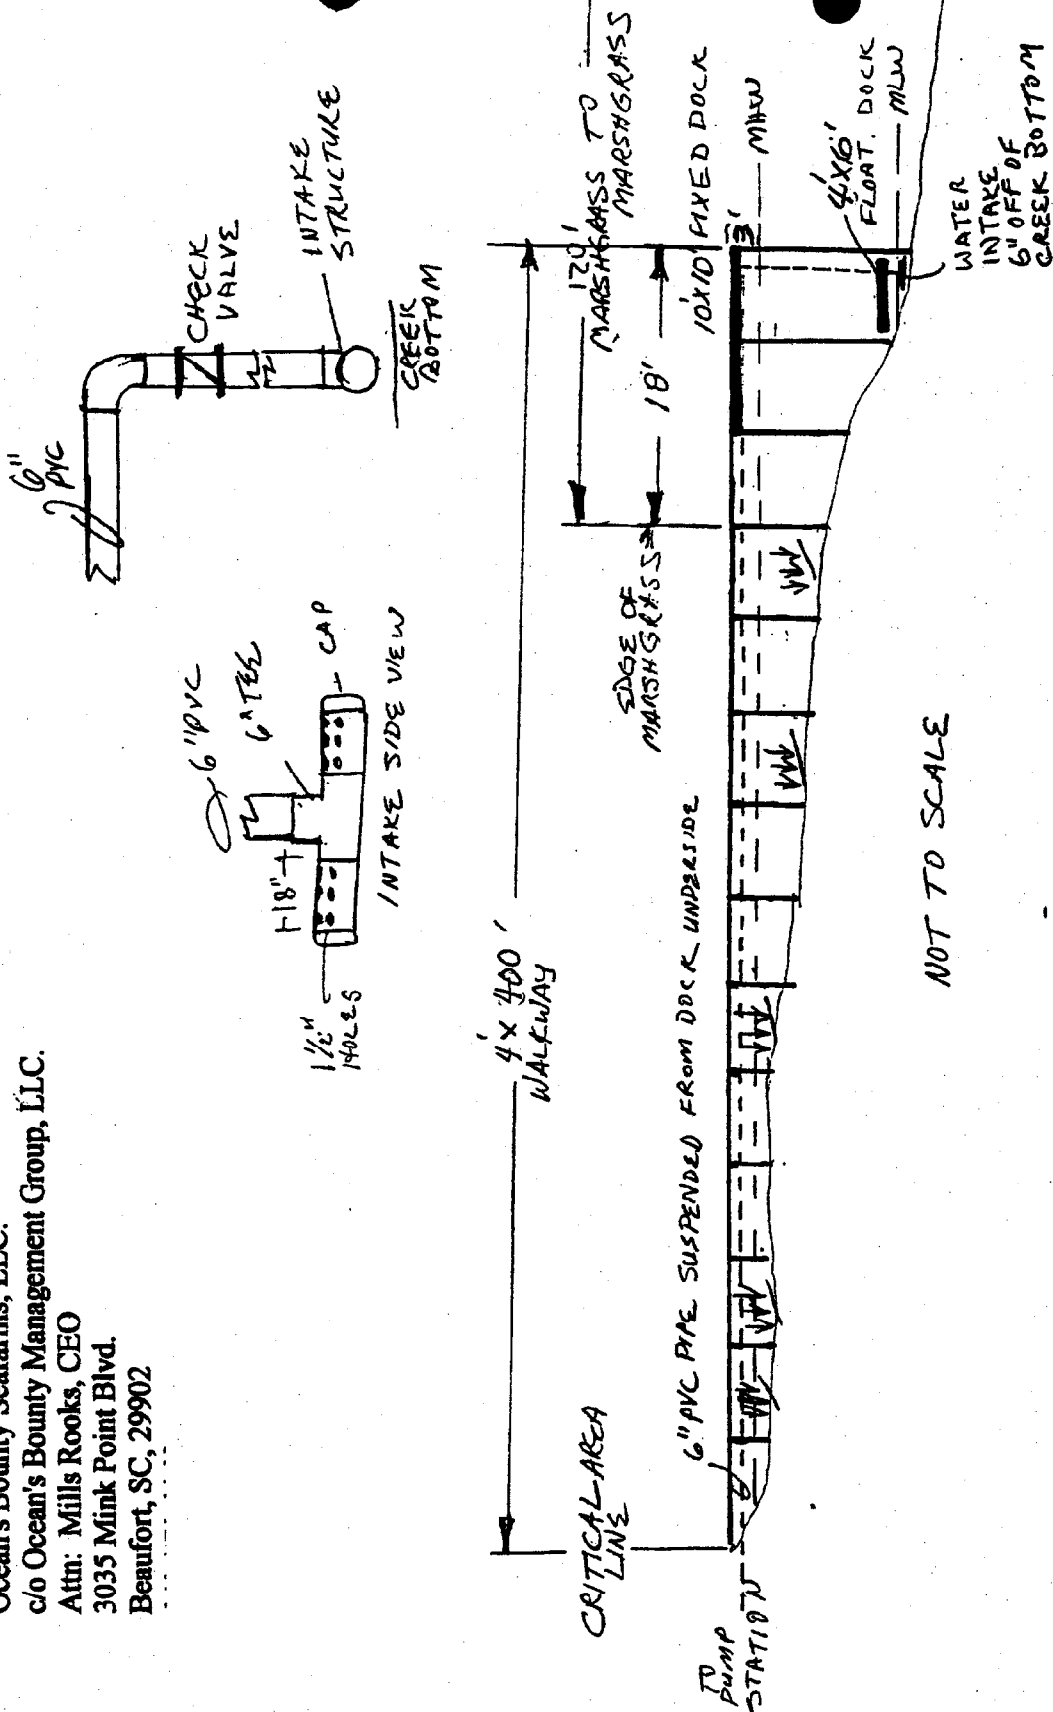 c/o Ocean's Bounty Management Group, LLC.
Attn: Mills Rooks, CEO
3035 Mink Point Blvd.
Beaufort, SC, 29902
6"
PVC
CHECK
VALVE
INTAKE
STRUCTURE
CREEK
BOTTOM
6" PVC
6" TEE
18"
CAP
1 1/2"
HOLES
INTAKE SIDE VIEW
4' X 400'
WALKWAY
120'
MARSHGRASS TO
MARSHGRASS
18'
10'X10' FIXED DOCK
3'
MHW
4'X16'
FLOAT. DOCK
MLW
WATER
INTAKE
6" OFF OF
CREEK BOTTOM
EDGE OF
MARSHGRASS
CRITICAL AREA
LINE
6" PVC PIPE SUSPENDED FROM DOCK UNDERSIDE
TO
PUMP
STATION
NOT TO SCALE